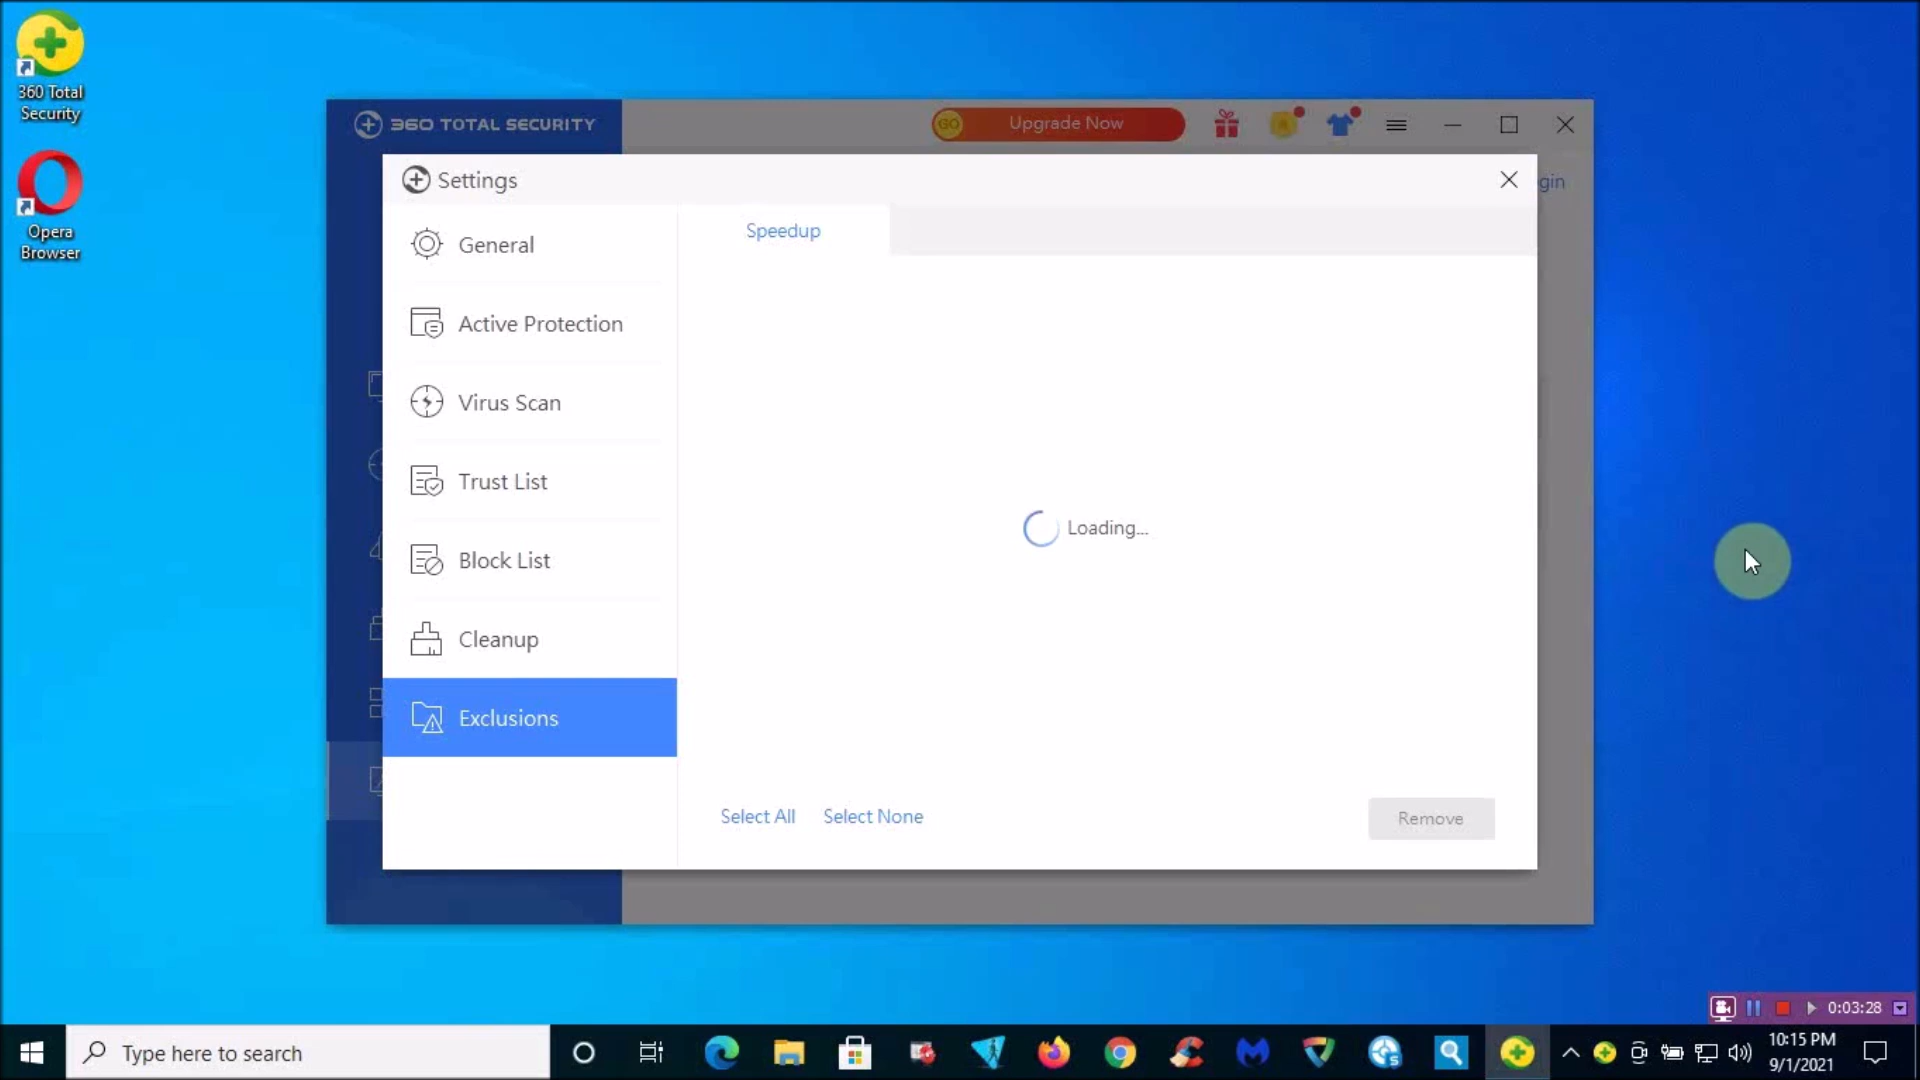 360 Total
Security
Opera
Browser
360 TOTAL SECURITY
GO
Upgrade Now
gin
Settings
General
Active Protection
Virus Scan
Trust List
Block List
Cleanup
Exclusions
Speedup
Loading...
Select All
Select None
Remove
0:03:28
Type here to search
10:15 PM
9/1/2021